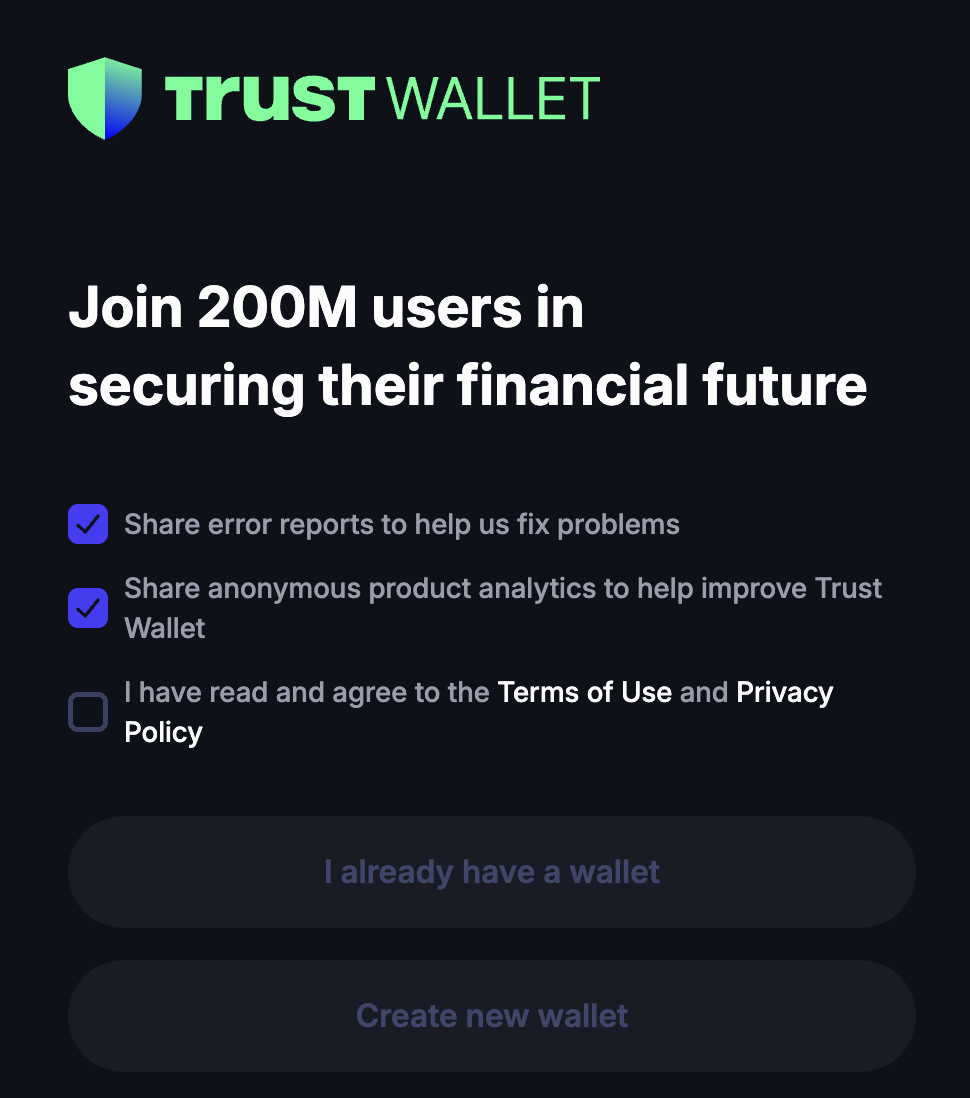 TRUST WALLET
Join 200M users in
securing their financial future
Share error reports to help us fix problems
Share anonymous product analytics to help improve Trust
Wallet
I have read and agree to the Terms of Use and Privacy
Policy
I already have a wallet
Create new wallet